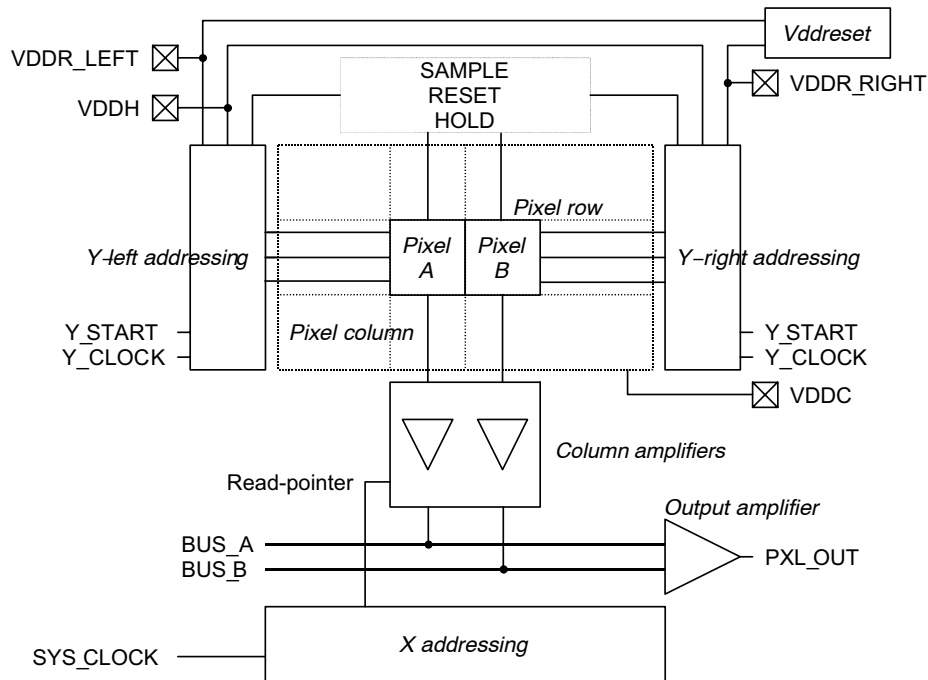 Vddreset
VDDR_LEFT
VDDR_RIGHT
VDDH
SAMPLE
RESET
HOLD
Pixel row
Y-left addressing
Pixel
A
Pixel
B
Y-right addressing
Pixel column
Y_START
Y_CLOCK
Y_START
Y_CLOCK
VDDC
Column amplifiers
Read-pointer
Output amplifier
BUS_A
BUS_B
PXL_OUT
X addressing
SYS_CLOCK